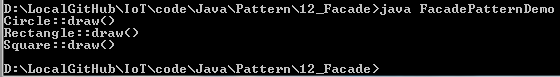 D:\LocalGitHub\IoT\code\Java\Pattern\12_Facade>java FacadePatternDemo
Circle::draw()
Rectangle::draw()
Square::draw()
D:\LocalGitHub\IoT\code\Java\Pattern\12_Facade>